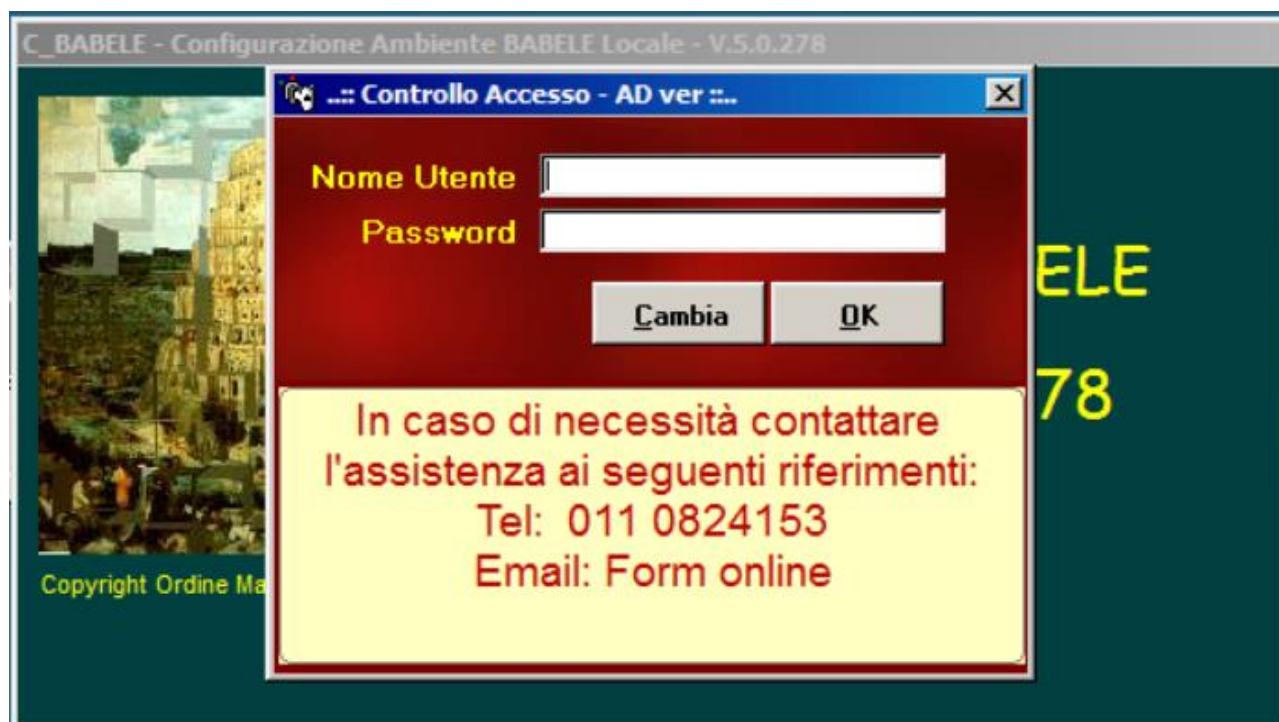 C_BABELE - Configurazione Ambiente BABELE Locale - V.5.0.278
..:: Controllo Accesso - AD ver ::..
Nome Utente
Password
Cambia OK
ELE
78
In caso di necessità contattare
l'assistenza ai seguenti riferimenti:
Tel: 011 0824153
Email: Form online
Copyright Ordine Ma